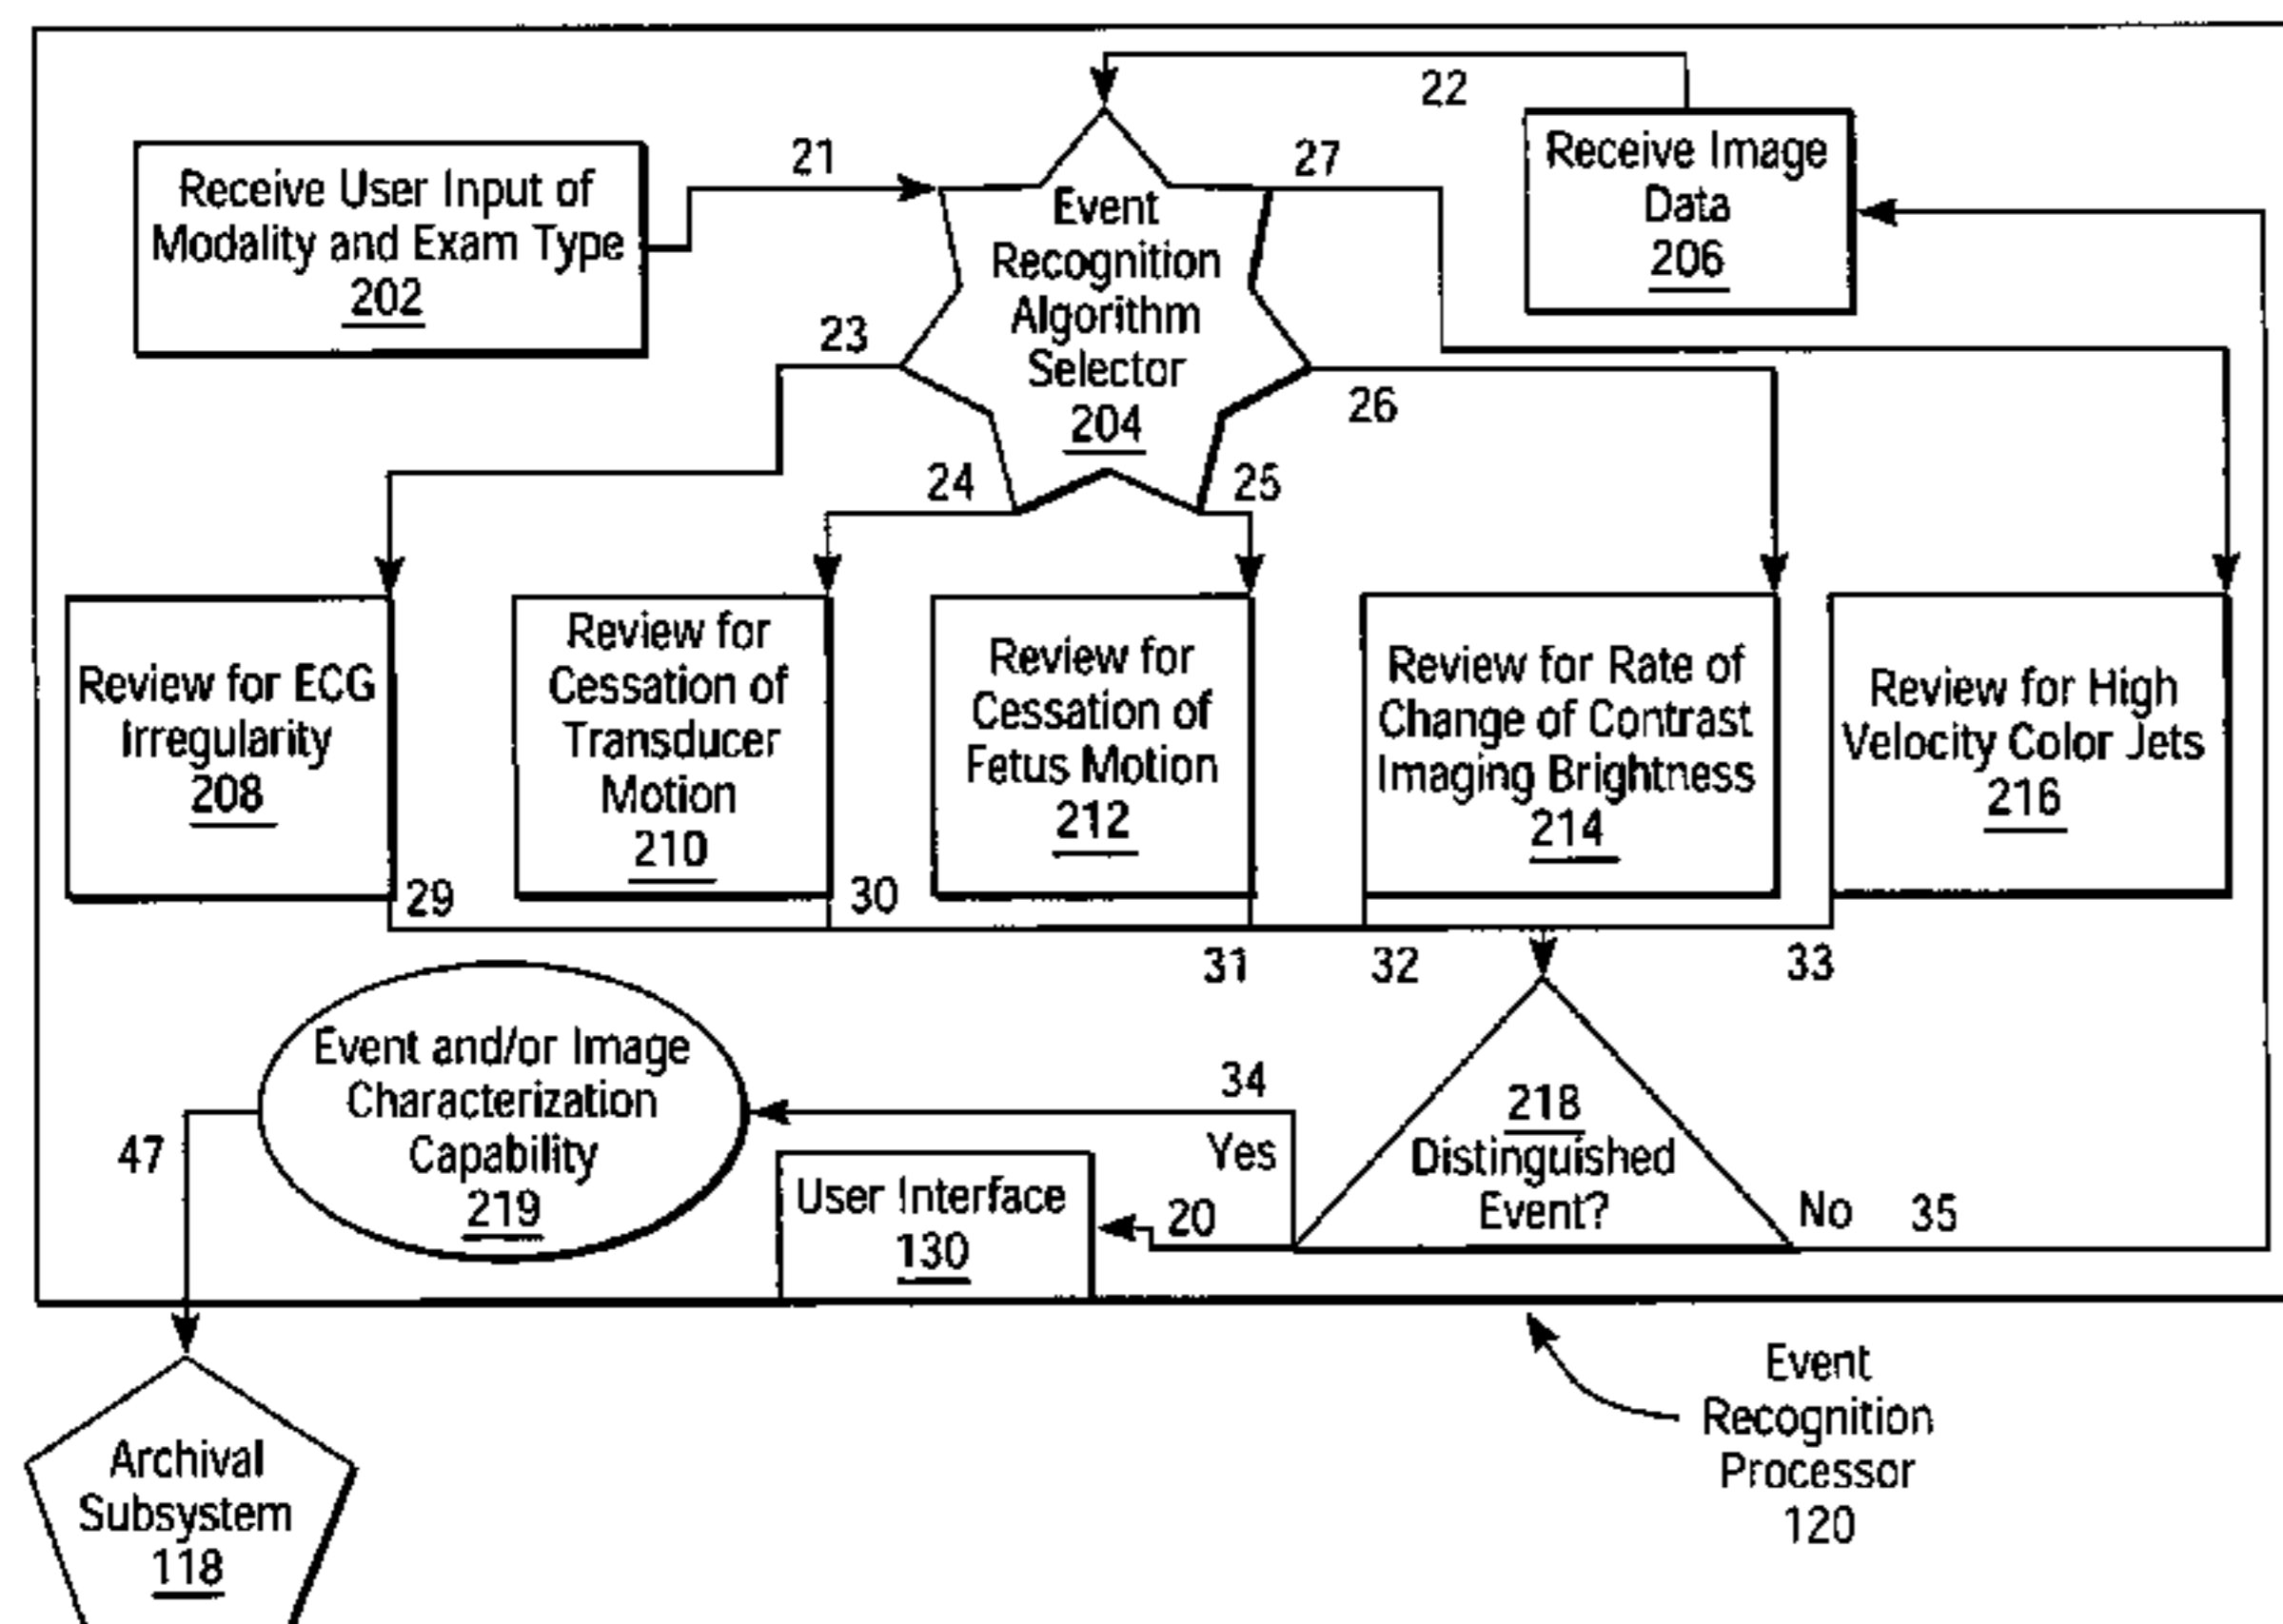 22
Receive User Input of
Modality and Exam Type
202
21
Event
Recognition
Algorithm
Selector
204
27
Receive Image
Data
206
23
26
24
25
Review for ECG
Irregularity
208
Review for
Cessation of
Transducer
Motion
210
Review for
Cessation of
Fetus Motion
212
Review for Rate of
Change of Contrast
Imaging Brightness
214
Review for High
Velocity Color Jets
216
29
30
31
32
33
Event and/or Image
Characterization
Capability
219
34
Yes
218
Distinguished
Event?
No
35
47
User Interface
130
20
Event
Recognition
Processor
120
Archival
Subsystem
118